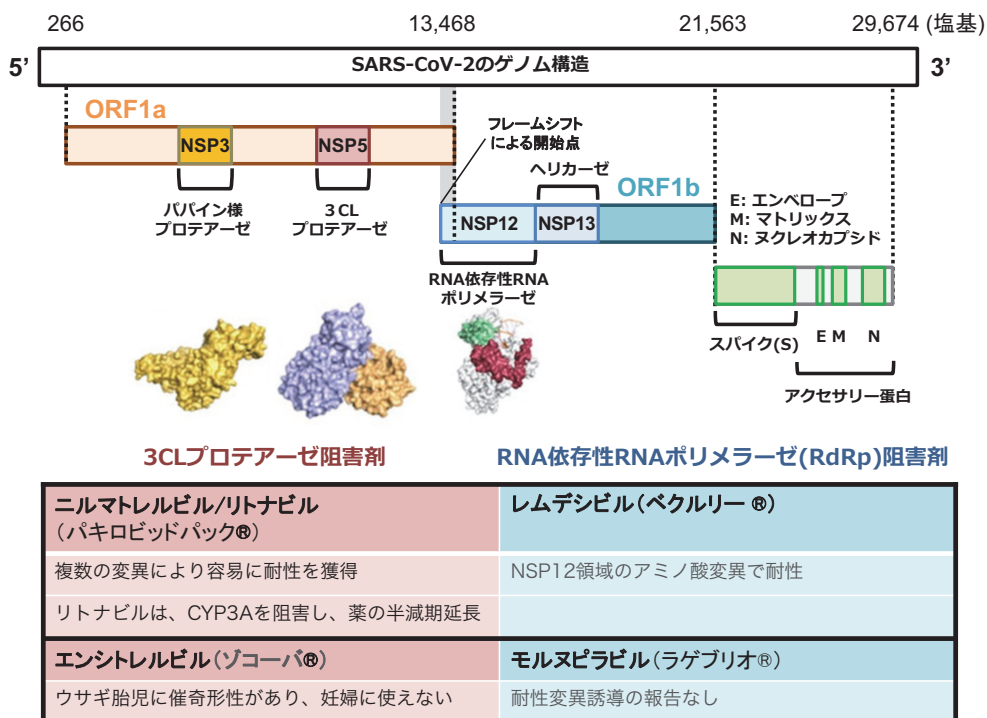 266 13,468 21,563 29,674 (塩基)
5’ SARS-CoV-2のゲノム構造 3’
ORF1a
NSP3 NSP5
パパイン様
プロテアーゼ
3CL
プロテアーゼ
フレームシフト
による開始点
ヘリカーゼ
ORF1b
NSP12 NSP13
RNA依存性RNA
ポリメラーゼ
E: エンベロープ
M: マトリックス
N: ヌクレオカプシド
スパイク(S) E M N
アクセサリー蛋白
3CLプロテアーゼ阻害剤 RNA依存性RNAポリメラーゼ(RdRp)阻害剤
ニルマトレルビル/リトナビル
(パキロビッドパック®)
レムデシビル(ベクルリー ®)
複数の変異により容易に耐性を獲得
NSP12領域のアミノ酸変異で耐性
リトナビルは、CYP3Aを阻害し、薬の半減期延長
エンシトレルビル(ゾコーバ®)
モルヌピラビル(ラゲブリオ®)
ウサギ胎児に催奇形性があり、妊婦に使えない
耐性変異誘導の報告なし